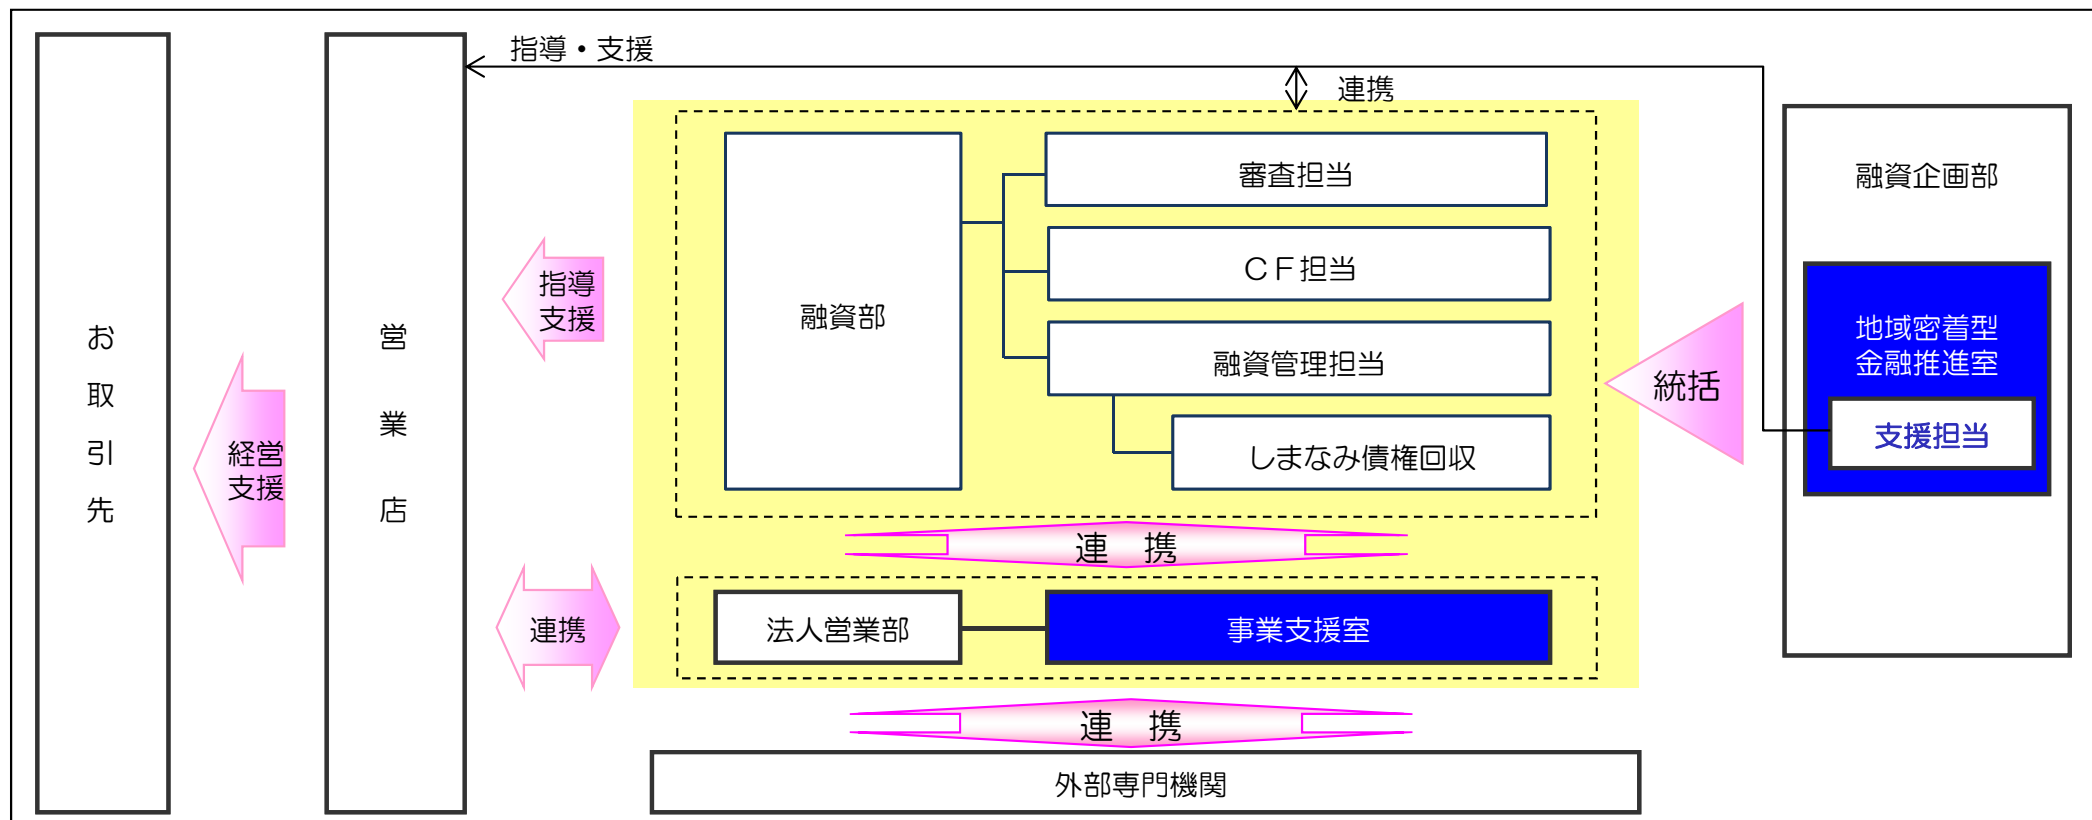 お取引先
経営
支援
営業店
指導・支援
連携
指導
支援
連携
融資部
審査担当
ＣＦ担当
融資管理担当
しまなみ債権回収
連　携
法人営業部
事業支援室
連　携
外部専門機関
統括
融資企画部
地域密着型
金融推進室
支援担当